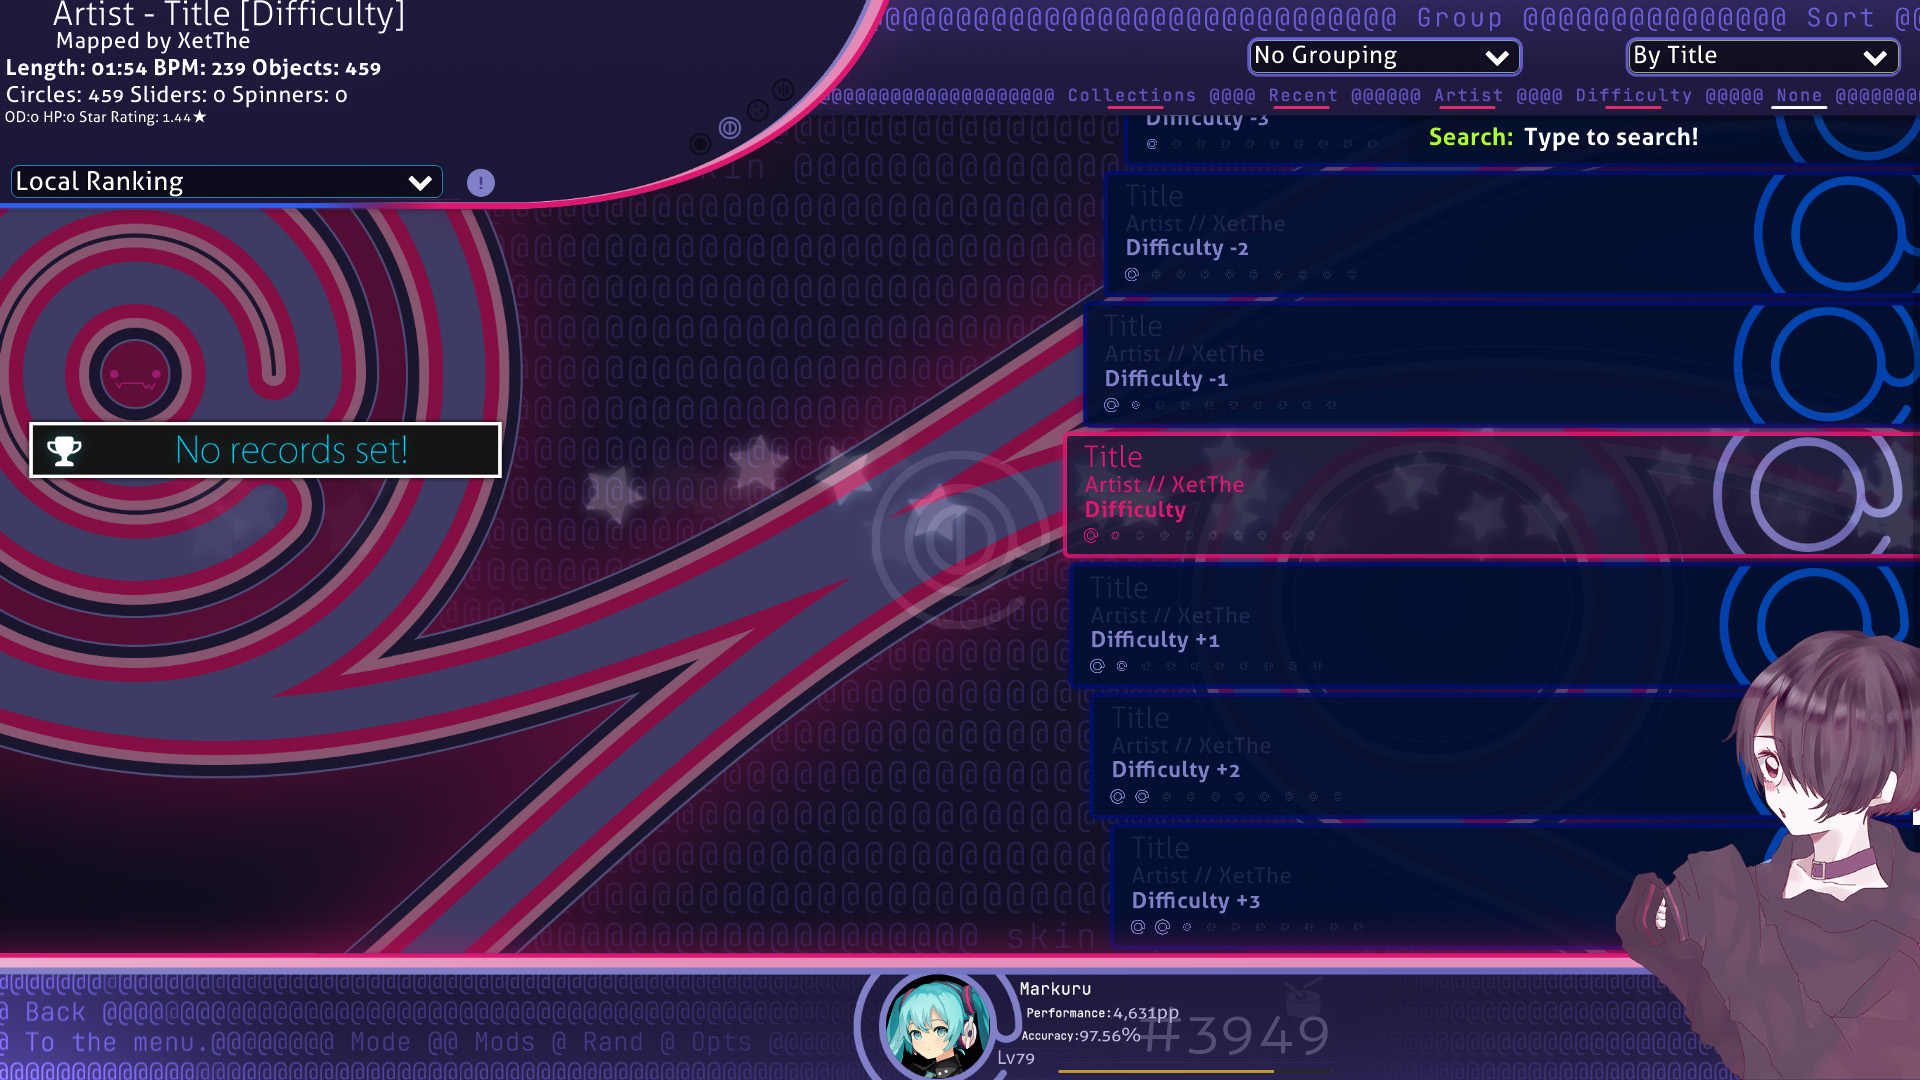 Artist - Title [Difficulty]
Mapped by XetThe
Length: 01:54 BPM: 239 Objects: 459
Circles: 459 Sliders: 0 Spinners: 0
OD:0 HP:0 Star Rating: 1.44★
Local Ranking
!
Group
Sort
No Grouping
By Title
Collections
Recent
Artist
Difficulty
None
Search: Type to search!
Difficulty -3
Title
Artist // XetThe
Difficulty -2
Title
Artist // XetThe
Difficulty -1
Title
Artist // XetThe
Difficulty
Title
Artist // XetThe
Difficulty +1
Title
Artist // XetThe
Difficulty +2
Title
Artist // XetThe
Difficulty +3
No records set!
skin
@ Back
@ To the menu.@@@@@@@@ Mode @@ Mods @ Rand @ Opts
Markuru
Performance:4,631pp
Accuracy:97.56%
Lv79
#3949